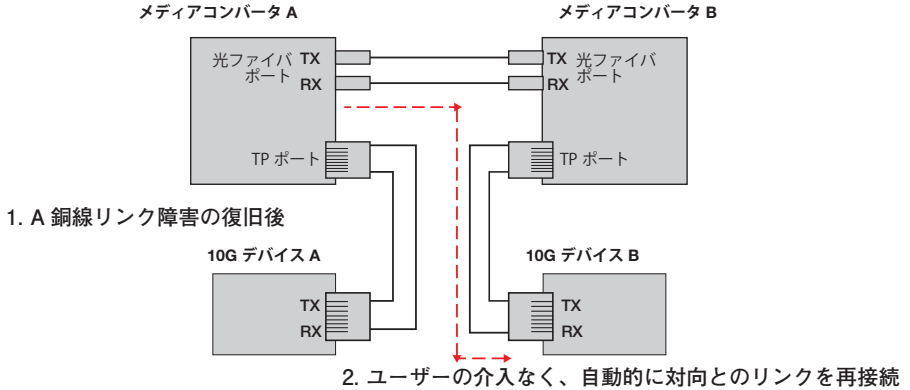 メディアコンバータ A
メディアコンバータ B
光ファイバ TX
ポート RX
TX 光ファイバ
RX ポート
TP ポート
TP ポート
1. A 銅線リンク障害の復旧後
10G デバイス A
10G デバイス B
TX
RX
TX
RX
2. ユーザーの介入なく、自動的に対向とのリンクを再接続